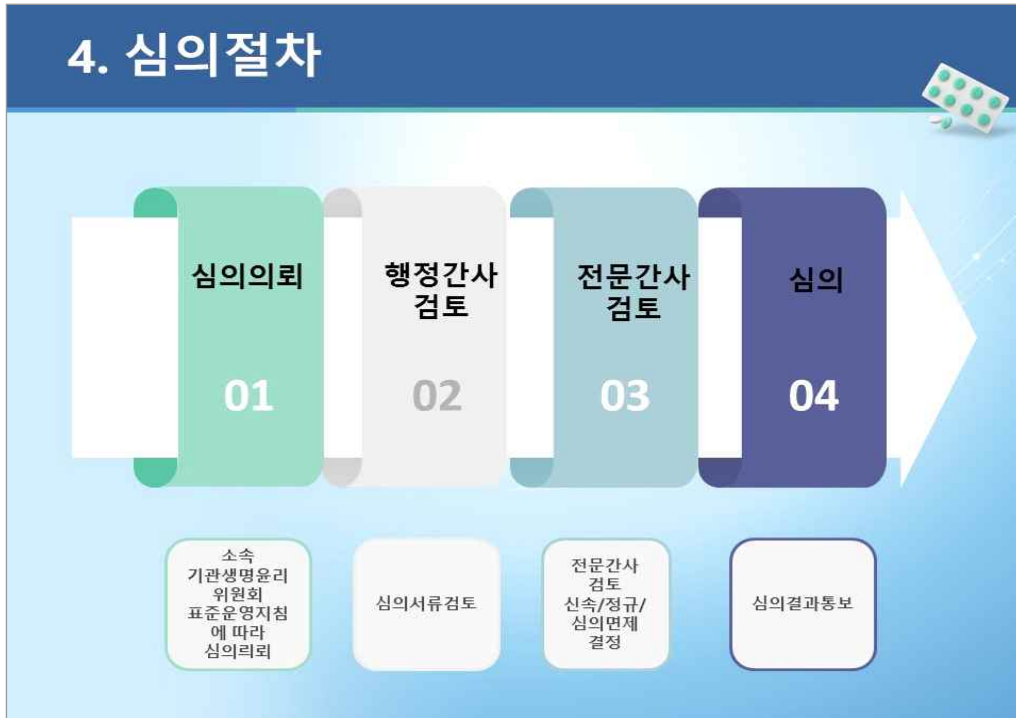 4. 심의절차
심의의뢰
01
행정간사
검토
02
전문간사
검토
03
심의
04
소속
기관생명윤리
위원회
표준운영지침
에 따라
심의릐뢰
심의서류검토
전문간사
검토
신속/정규/
심의면제
결정
심의결과통보